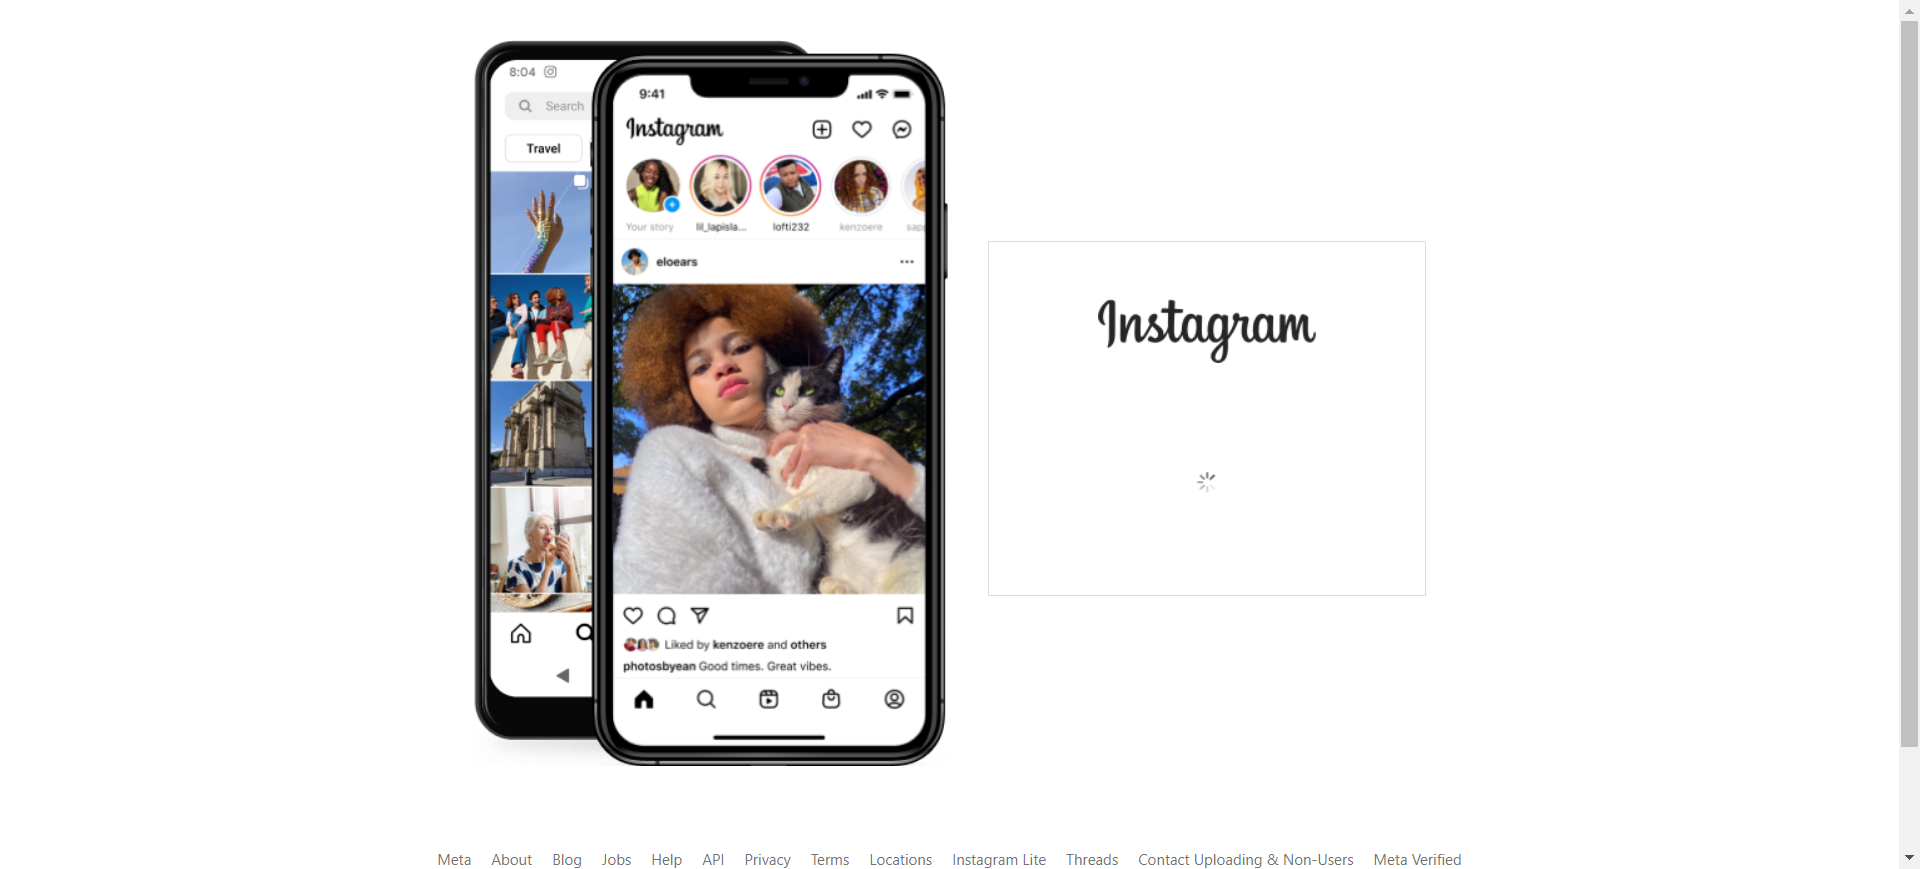 8:04
Search
Travel
9:41
Instagram
Your story
lil_lapisla...
lofti232
kenzoere
eloears
Liked by kenzoere and others
photosbyean Good times. Great vibes.
Instagram
Meta About Blog Jobs Help API Privacy Terms Locations Instagram Lite Threads Contact Uploading & Non-Users Meta Verified